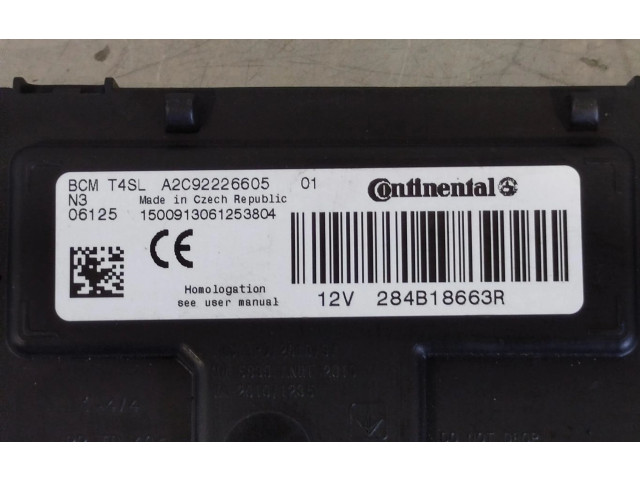 BCM T4SL A2C92226605 01
Continental
N3 Made in Czech Republic
06125 1500913061253804
CE
Homologation
see user manual
12V 284B18663R